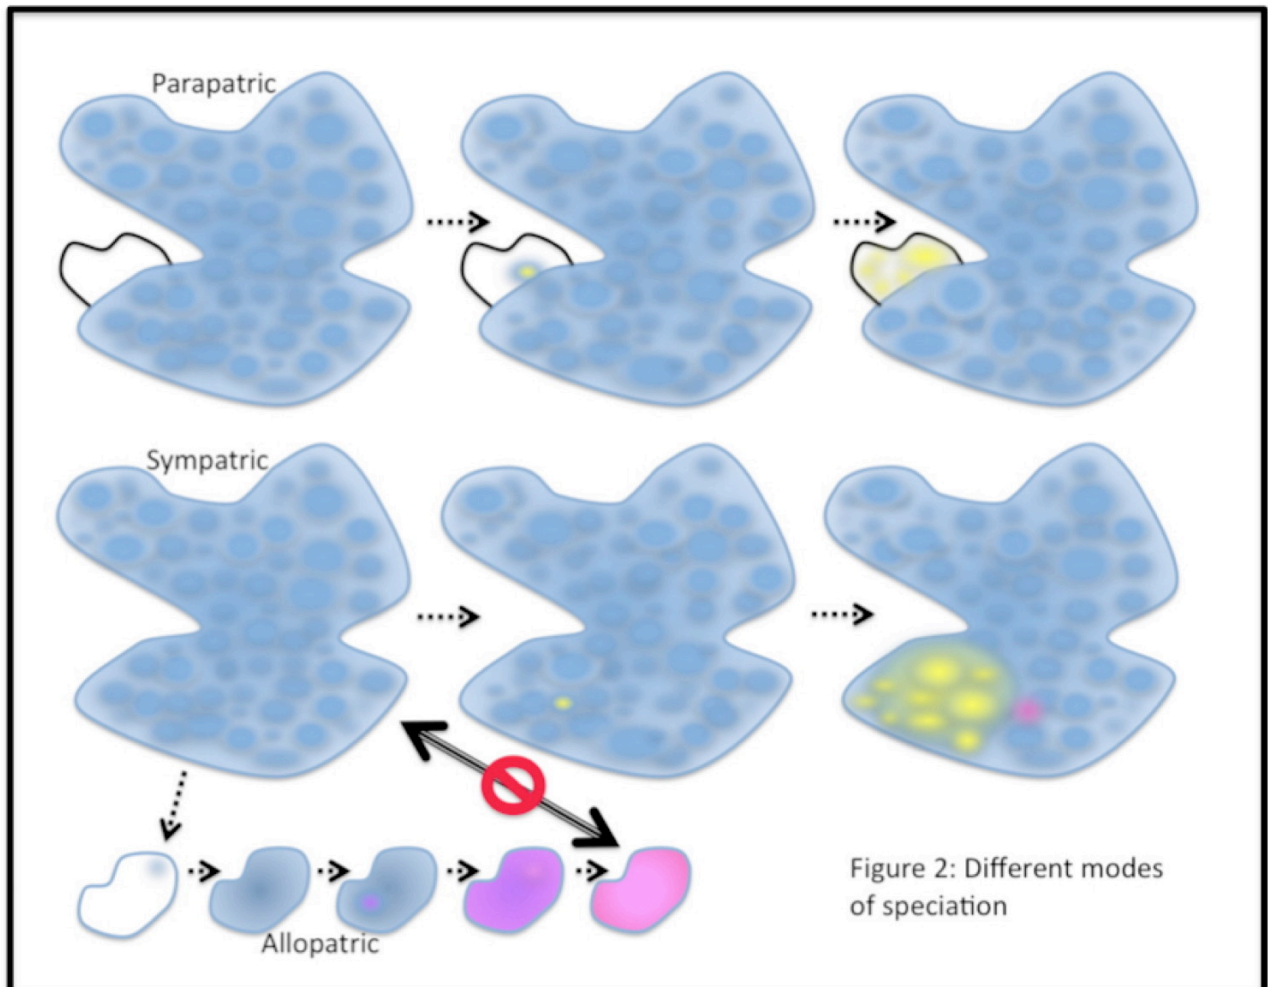 Parapatric
Sympatric
Allopatric
Figure 2: Different modes
of speciation